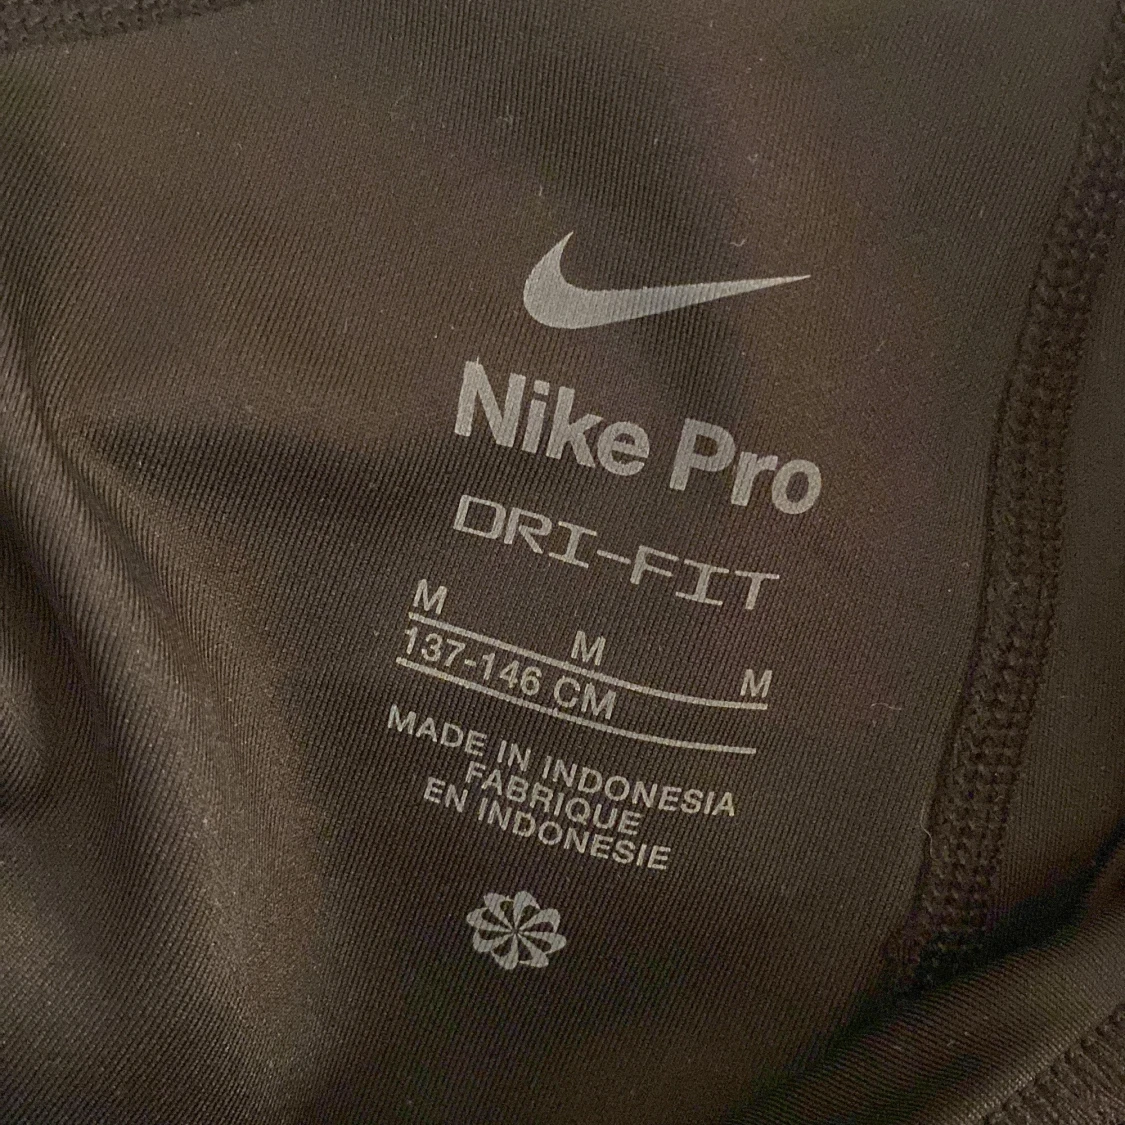 Nike Pro
DRI-FIT
M M M
137-146 CM
MADE IN INDONESIA
FABRIQUE
EN INDONESIE